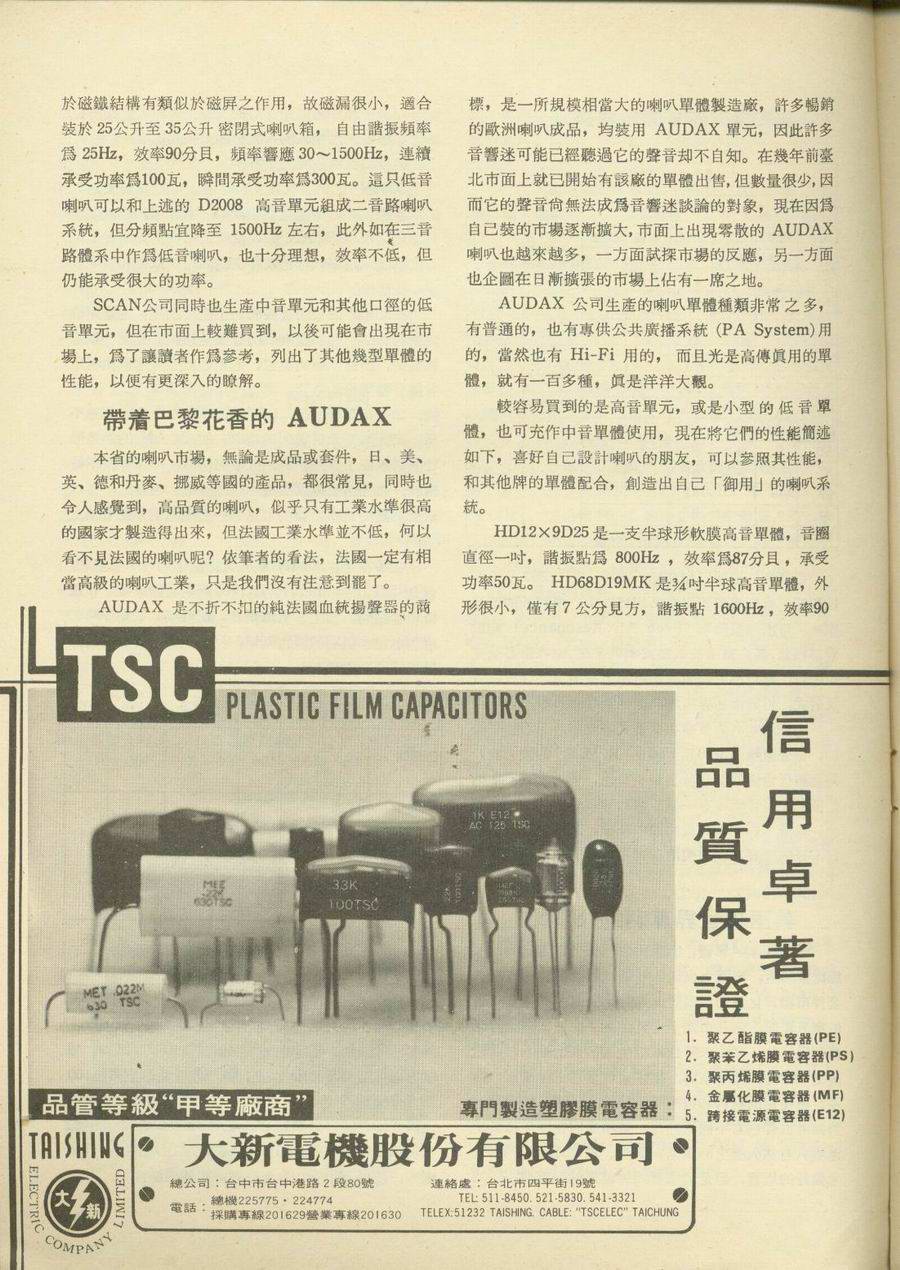 於磁鐵結構有類似於磁屏之作用，故磁漏很小，適合
裝於25公升至35公升密閉式喇叭箱，自由諧振頻率
爲25Hz，效率90分貝，頻率響應30～1500Hz，連續
承受功率爲100瓦，瞬間承受功率爲300瓦。這只低音
喇叭可以和上述的 D2008 高音單元組成二音路喇叭
系統，但分頻點宜降至 1500Hz 左右，此外如在三音
路體系中作爲低音喇叭，也十分理想，效率不低，但
仍能承受很大的功率。
SCAN公司同時也生產中音單元和其他口徑的低
音單元，但在市面上較難買到，以後可能會出現在市
場上，爲了讓讀者作爲參考，列出了其他幾型單體的
性能，以便有更深入的瞭解。
帶着巴黎花香的 AUDAX
本省的喇叭市場，無論是成品或套件，日、美、
英、德和丹麥、挪威等國的產品，都很常見，同時也
令人感覺到，高品質的喇叭，似乎只有工業水準很高
的國家才製造得出來，但法國工業水準並不低，何以
看不見法國的喇叭呢？依筆者的看法，法國一定有相
當高級的喇叭工業，只是我們沒有注意到罷了。
AUDAX 是不折不扣的純法國血統揚聲器的商
標，是一所規模相當大的喇叭單體製造廠，許多暢銷
的歐洲喇叭成品，均裝用 AUDAX 單元，因此許多
音響迷可能已經聽過它的聲音却不自知。在幾年前臺
北市面上就已開始有該廠的單體出售，但數量很少，因
而它的聲音尙無法成爲音響迷談論的對象，現在因爲
自己裝的市場逐漸擴大，市面上出現零散的 AUDAX
喇叭也越來越多，一方面試探市場的反應，另一方面
也企圖在日漸擴張的市場上佔有一席之地。
AUDAX 公司生產的喇叭單體種類非常之多，
有普通的，也有專供公共廣播系統 (PA System)用
的，當然也有 Hi-Fi 用的，而且光是高傳眞用的單
體，就有一百多種，眞是洋洋大觀。
較容易買到的是高音單元，或是小型的低音單
體，也可充作中音單體使用，現在將它們的性能簡述
如下，喜好自己設計喇叭的朋友，可以參照其性能，
和其他牌的單體配合，創造出自己「御用」的喇叭系
統。
HD12×9D25是一支半球形軟膜高音單體，音圈
直徑一吋，諧振點爲 800Hz，效率爲87分貝，承受
功率50瓦。 HD68D19MK 是¾吋半球高音單體，外
形很小，僅有7公分見方，諧振點 1600Hz，效率90
TSC
PLASTIC FILM CAPACITORS
信用卓著
品質保證
1K E12
AC 125 TSC
MET
.22K
630TSC
.33K
100TSC
MET .022M
630 TSC
1. 聚乙酯膜電容器(PE)
2. 聚苯乙烯膜電容器(PS)
3. 聚丙烯膜電容器(PP)
4. 金屬化膜電容器(MF)
5. 跨接電源電容器(E12)
品管等級“甲等廠商”
專門製造塑膠膜電容器：
TAISHING
ELECTRIC COMPANY LIMITED
大新
大新電機股份有限公司
總公司：台中市台中港路2段80號
電話：總機225775・224774
採購專線201629營業專線201630
連絡處：台北市四平街19號
TEL: 511-8450. 521-5830. 541-3321
TELEX:51232 TAISHING. CABLE: "TSCELEC" TAICHUNG